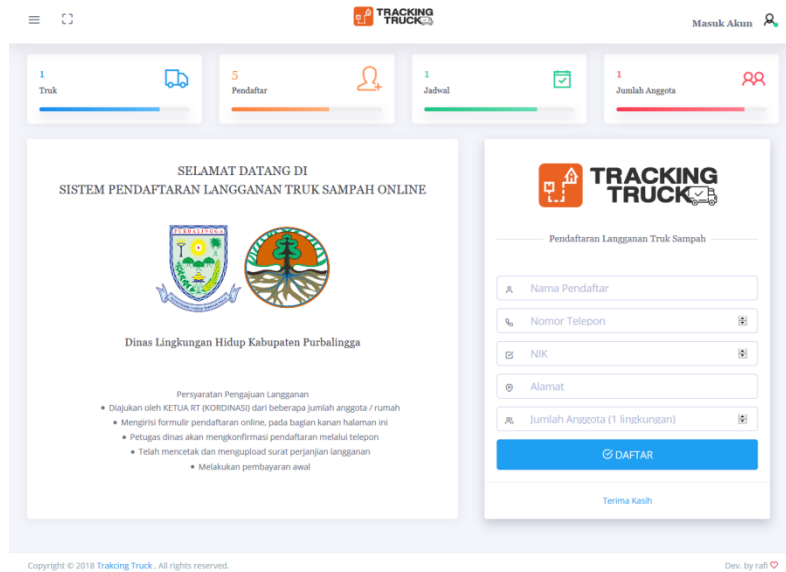 TRACKING
TRUCK
Masuk Akun
1
Truk
5
Pendaftar
1
Jadwal
1
Jumlah Anggota
SELAMAT DATANG DI
SISTEM PENDAFTARAN LANGGANAN TRUK SAMPAH ONLINE
PURBALINGGA
Dinas Lingkungan Hidup Kabupaten Purbalingga
Persyaratan Pengajuan Langganan
• Diajukan oleh KETUA RT (KORDINASI) dari beberapa jumlah anggota / rumah
• Mengirisi formulir pendaftaran online, pada bagian kanan halaman ini
• Petugas dinas akan mengkonfirmasi pendaftaran melalui telepon
• Telah mencetak dan mengupload surat perjanjian langganan
• Melakukan pembayaran awal
TRACKING
TRUCK
Pendaftaran Langganan Truk Sampah
Nama Pendaftar
Nomor Telepon
NIK
Alamat
Jumlah Anggota (1 lingkungan)
DAFTAR
Terima Kasih
Copyright © 2018 Trakcing Truck , All rights reserved.
Dev. by rafi